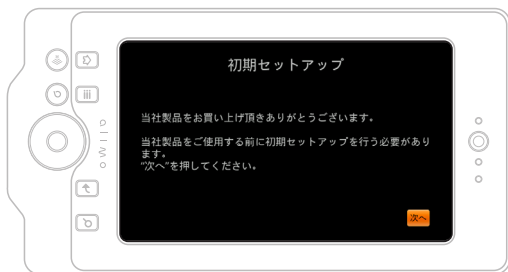 初期セットアップ
当社製品をお買い上げ頂きありがとうございます。
当社製品をご使用する前に初期セットアップを行う必要があり
ます。
"次へ"を押してください。
次へ